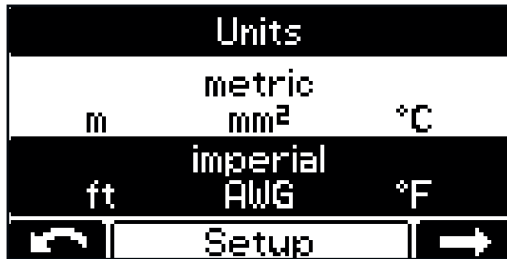 Units
metric
m mm² °C
imperial
ft AWG °F
Setup